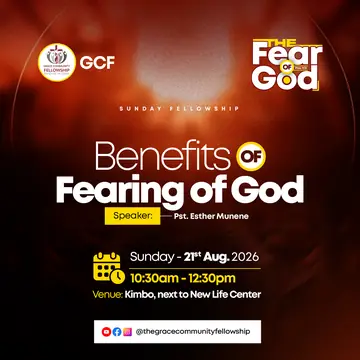 GCF
FELLOWSHIP
THE
Fear
OF
God
SUNDAY FELLOWSHIP
Benefits OF
Fearing of God
Speaker: Pst. Esther Munene
Sunday - 21st Aug. 2026
10:30am - 12:30pm
Venue: Kimbo, next to New Life Center
@thegracecommunityfellowship